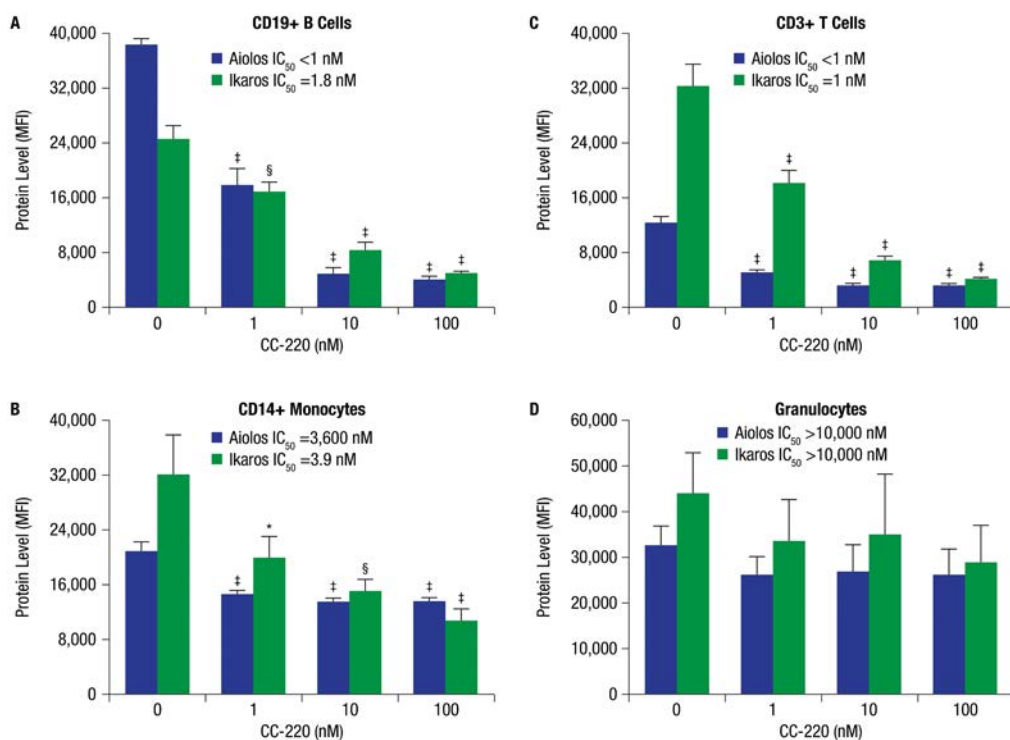 A
CD19+ B Cells
40,000
32,000
24,000
16,000
8,000
0
Protein Level (MFI)
Aiolos IC50 <1 nM
Ikaros IC50 =1.8 nM
‡
§
‡
‡
‡
‡
0 1 10 100
CC-220 (nM)
C
CD3+ T Cells
40,000
32,000
24,000
16,000
8,000
0
Protein Level (MFI)
Aiolos IC50 <1 nM
Ikaros IC50 =1 nM
‡
‡
‡
‡
‡
‡
0 1 10 100
CC-220 (nM)
B
CD14+ Monocytes
40,000
32,000
24,000
16,000
8,000
0
Protein Level (MFI)
Aiolos IC50 =3,600 nM
Ikaros IC50 =3.9 nM
‡
*
‡
§
‡
‡
0 1 10 100
CC-220 (nM)
D
Granulocytes
60,000
50,000
40,000
30,000
20,000
10,000
0
Protein Level (MFI)
Aiolos IC50 >10,000 nM
Ikaros IC50 >10,000 nM
0 1 10 100
CC-220 (nM)